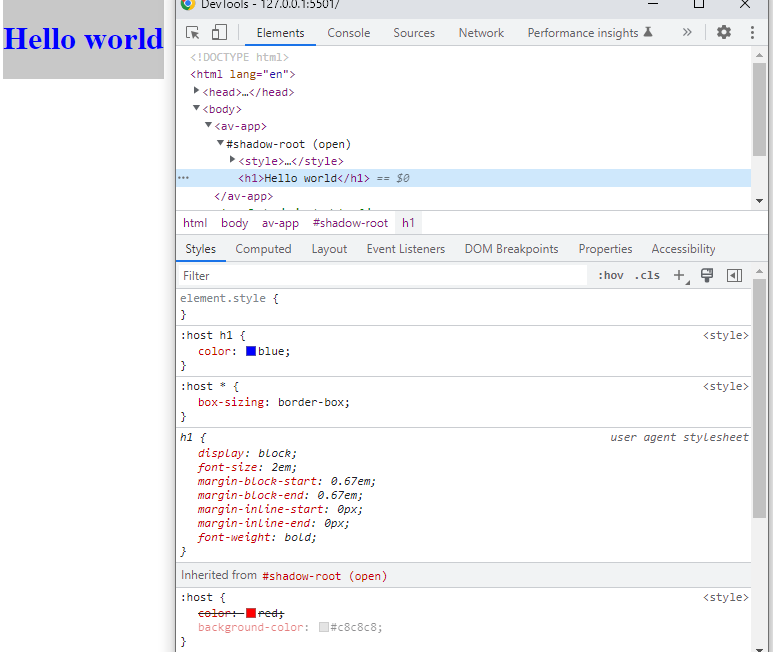 DevTools - 127.0.0.1:5501/
Hello world
Elements Console Sources Network Performance insights
<!DOCTYPE html>
<html lang="en">
<head>…</head>
<body>
<av-app>
#shadow-root (open)
<style>…</style>
<h1>Hello world</h1> == $0
</av-app>
html body av-app #shadow-root h1
Styles Computed Layout Event Listeners DOM Breakpoints Properties Accessibility
Filter :hov .cls
element.style {
}
:host h1 { <style>
color: blue;
}
:host * { <style>
box-sizing: border-box;
}
h1 { user agent stylesheet
display: block;
font-size: 2em;
margin-block-start: 0.67em;
margin-block-end: 0.67em;
margin-inline-start: 0px;
margin-inline-end: 0px;
font-weight: bold;
}
Inherited from #shadow-root (open)
:host { <style>
color: red;
background-color: #c8c8c8;
}